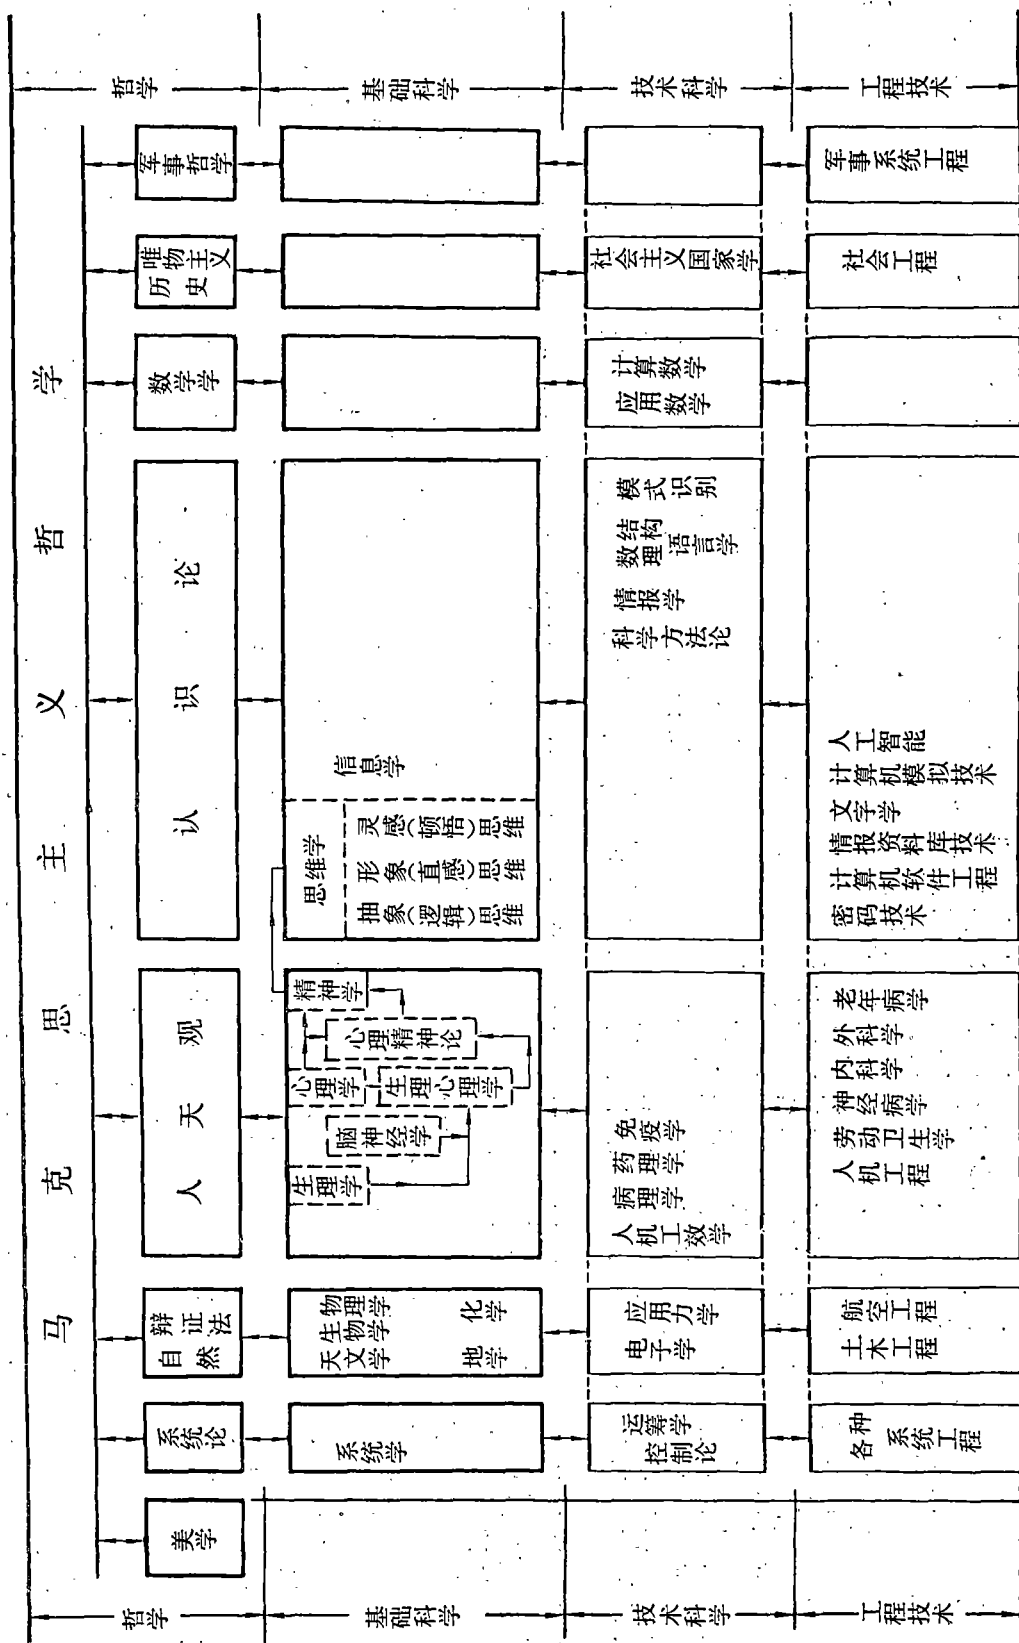 马克思主义哲学
哲学
美学
系统论
自然
辩证法
人天观
认识论
数学学
历史
唯物主义
军事哲学
哲学
基础科学
系统学
天文学
生物学
物理学
地学
化学
生理学
脑神经学
心理学
生理心理学
心理精神论
精神学
思维学
抽象(逻辑)思维
形象(直感)思维
灵感(顿悟)思维
信息学
基础科学
技术科学
控制论
运筹学
电子学
应用力学
人机工效学
病理学
药理学
免疫学
科学方法论
情报学
数理语言学
结构
模式识别
应用数学
计算数学
社会主义国家学
技术科学
工程技术
各种
系统工程
土木工程
航空工程
人机工程
劳动卫生学
神经病学
内科学
外科学
老年病学
密码技术
计算机软件工程
情报资料库技术
文字学
计算机模拟技术
人工智能
社会工程
军事系统工程
工程技术